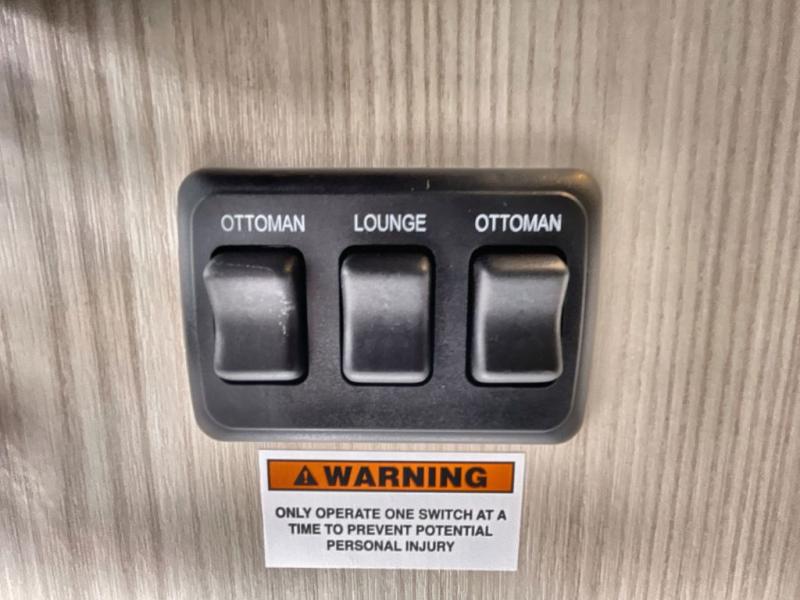 OTTOMAN LOUNGE OTTOMAN
WARNING
ONLY OPERATE ONE SWITCH AT A
TIME TO PREVENT POTENTIAL
PERSONAL INJURY